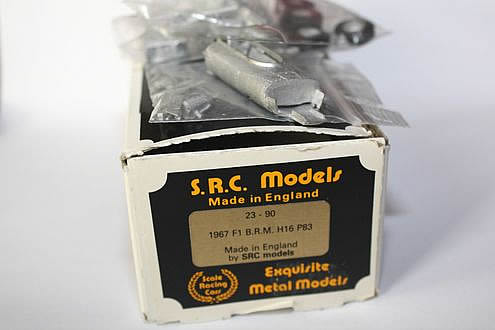 S.R.C. Models
Made in England
23 - 90
1967 F1 B.R.M. H16 P83
Made in England
by SRC models
Scale
Racing
Cars
Exquisite
Metal Models